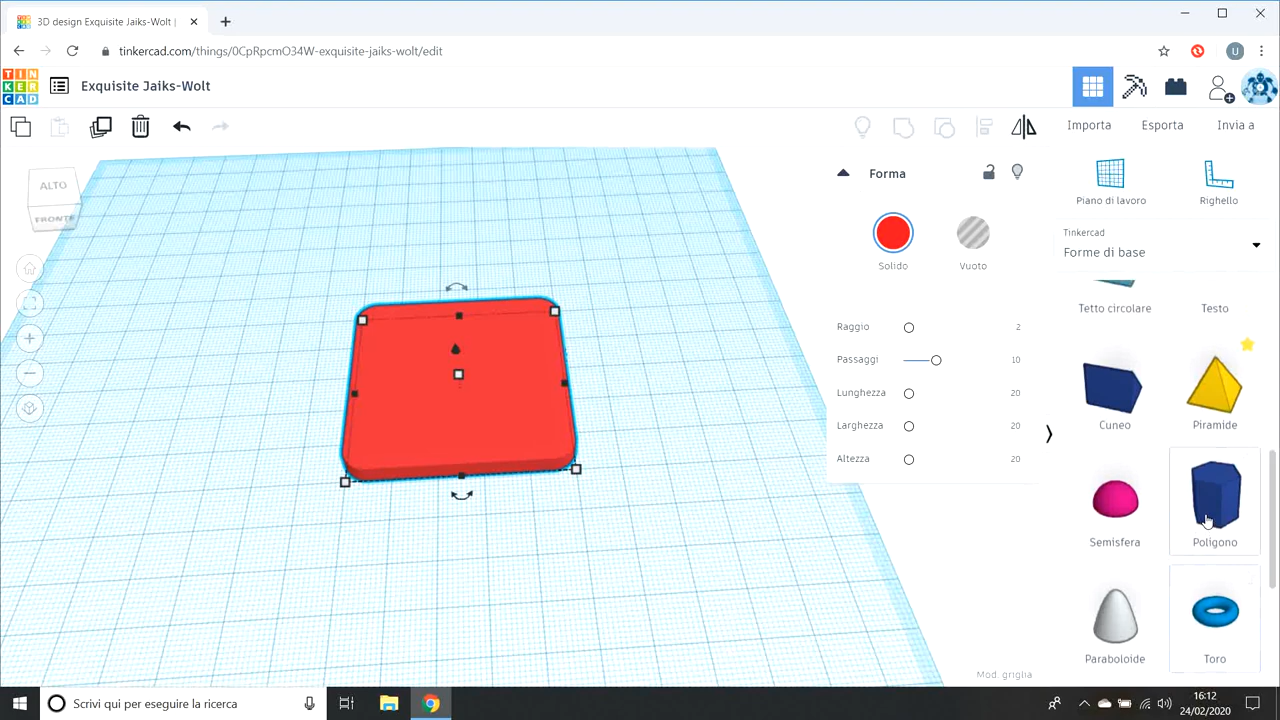 3D design Exquisite Jaiks-Wolt |
tinkercad.com/things/0CpRpcmO34W-exquisite-jaiks-wolt/edit
U
TIN
KER
CAD
Exquisite Jaiks-Wolt
Importa
Esporta
Invia a
ALTO
FRONTE
Forma
Solido
Vuoto
Raggio 2
Passaggi 10
Lunghezza 20
Larghezza 20
Altezza 20
Piano di lavoro
Righello
Tinkercad
Forme di base
Tetto circolare
Testo
Cuneo
Piramide
Semisfera
Poligono
Paraboloide
Toro
Mod. griglia
Scrivi qui per eseguire la ricerca
16:12
24/02/2020